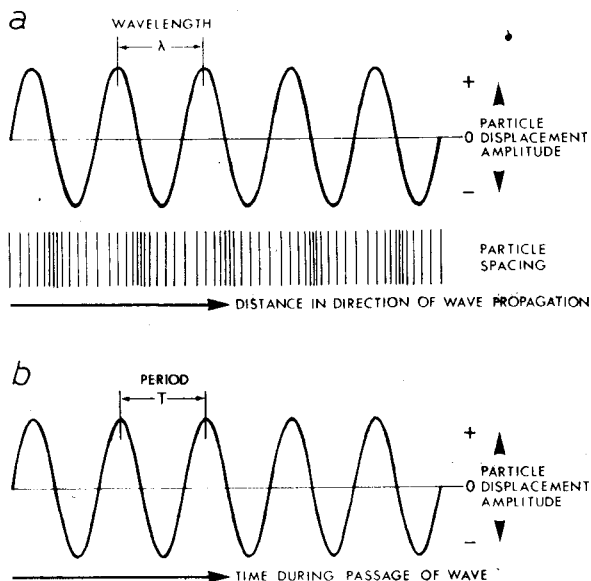 a
WAVELENGTH
λ
+
PARTICLE
0 DISPLACEMENT
AMPLITUDE
−
PARTICLE
SPACING
DISTANCE IN DIRECTION OF WAVE PROPAGATION
b
PERIOD
T
+
PARTICLE
0 DISPLACEMENT
AMPLITUDE
−
TIME DURING PASSAGE OF WAVE